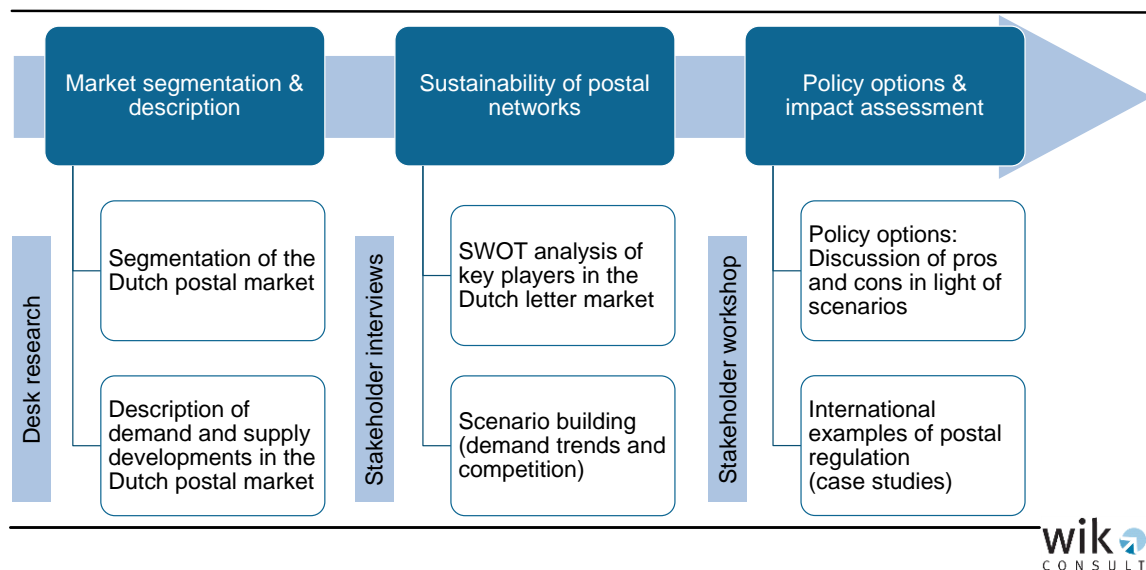 Market segmentation &
description
Sustainability of postal
networks
Policy options &
impact assessment
Desk research
Segmentation of the
Dutch postal market
Description of
demand and supply
developments in the
Dutch postal market
Stakeholder interviews
SWOT analysis of
key players in the
Dutch letter market
Scenario building
(demand trends and
competition)
Stakeholder workshop
Policy options:
Discussion of pros
and cons in light of
scenarios
International
examples of postal
regulation
(case studies)
wik
CONSULT